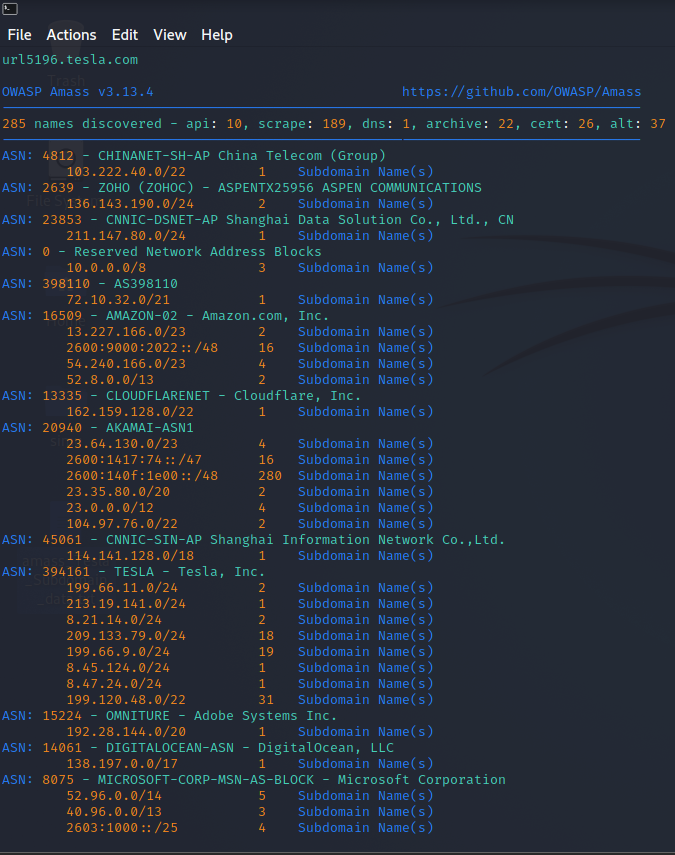 File Actions Edit View Help
url5196.tesla.com
OWASP Amass v3.13.4 https://github.com/OWASP/Amass
285 names discovered - api: 10, scrape: 189, dns: 1, archive: 22, cert: 26, alt: 37
ASN: 4812 - CHINANET-SH-AP China Telecom (Group)
103.222.40.0/22 1 Subdomain Name(s)
ASN: 2639 - ZOHO (ZOHOC) - ASPENTX25956 ASPEN COMMUNICATIONS
136.143.190.0/24 2 Subdomain Name(s)
ASN: 23853 - CNNIC-DSNET-AP Shanghai Data Solution Co., Ltd., CN
211.147.80.0/24 1 Subdomain Name(s)
ASN: 0 - Reserved Network Address Blocks
10.0.0.0/8 3 Subdomain Name(s)
ASN: 398110 - AS398110
72.10.32.0/21 1 Subdomain Name(s)
ASN: 16509 - AMAZON-02 - Amazon.com, Inc.
13.227.166.0/23 2 Subdomain Name(s)
2600:9000:2022::/48 16 Subdomain Name(s)
54.240.166.0/23 4 Subdomain Name(s)
52.8.0.0/13 2 Subdomain Name(s)
ASN: 13335 - CLOUDFLARENET - Cloudflare, Inc.
162.159.128.0/22 1 Subdomain Name(s)
ASN: 20940 - AKAMAI-ASN1
23.64.130.0/23 4 Subdomain Name(s)
2600:1417:74::/47 16 Subdomain Name(s)
2600:140f:1e00::/48 280 Subdomain Name(s)
23.35.80.0/20 2 Subdomain Name(s)
23.0.0.0/12 4 Subdomain Name(s)
104.97.76.0/22 2 Subdomain Name(s)
ASN: 45061 - CNNIC-SIN-AP Shanghai Information Network Co.,Ltd.
114.141.128.0/18 1 Subdomain Name(s)
ASN: 394161 - TESLA - Tesla, Inc.
199.66.11.0/24 2 Subdomain Name(s)
213.19.141.0/24 1 Subdomain Name(s)
8.21.14.0/24 2 Subdomain Name(s)
209.133.79.0/24 18 Subdomain Name(s)
199.66.9.0/24 19 Subdomain Name(s)
8.45.124.0/24 1 Subdomain Name(s)
8.47.24.0/24 1 Subdomain Name(s)
199.120.48.0/22 31 Subdomain Name(s)
ASN: 15224 - OMNITURE - Adobe Systems Inc.
192.28.144.0/20 1 Subdomain Name(s)
ASN: 14061 - DIGITALOCEAN-ASN - DigitalOcean, LLC
138.197.0.0/17 1 Subdomain Name(s)
ASN: 8075 - MICROSOFT-CORP-MSN-AS-BLOCK - Microsoft Corporation
52.96.0.0/14 5 Subdomain Name(s)
40.96.0.0/13 3 Subdomain Name(s)
2603:1000::/25 4 Subdomain Name(s)